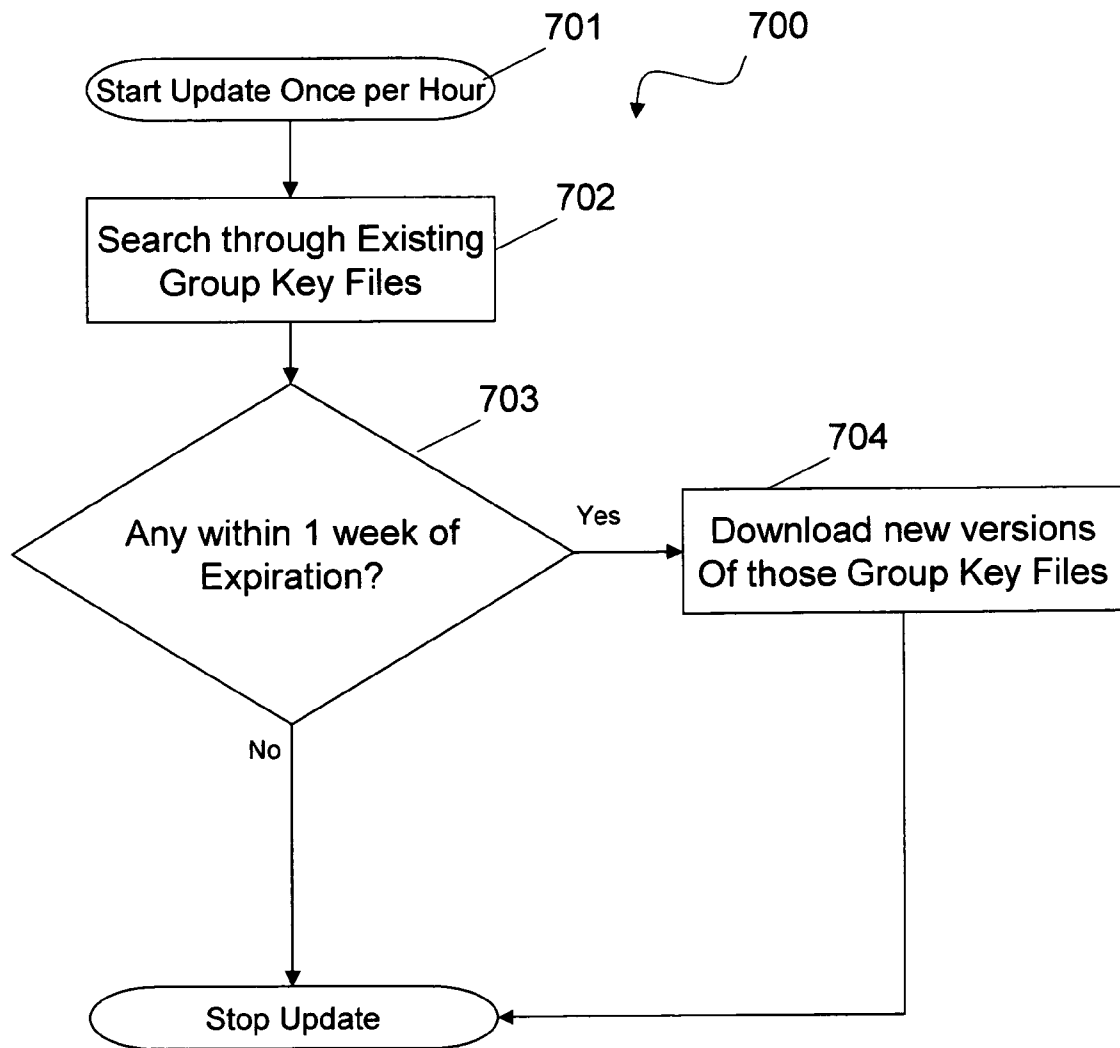 701
700
Start Update Once per Hour
702
Search through Existing
Group Key Files
703
704
Any within 1 week of
Expiration?
Yes
Download new versions
Of those Group Key Files
No
Stop Update